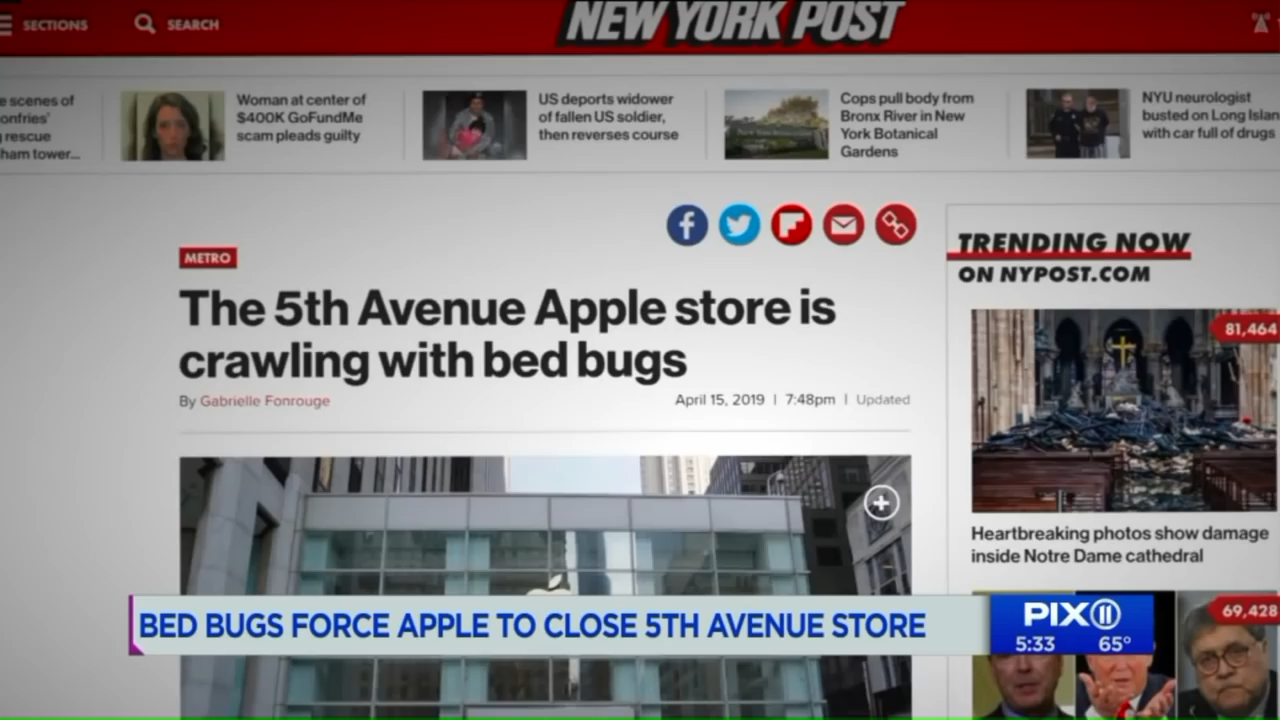 SECTIONS
SEARCH
NEW YORK POST
e scenes of
onfries'
rescue
ham tower...
Woman at center of
$400K GoFundMe
scam pleads guilty
US deports widower
of fallen US soldier,
then reverses course
Cops pull body from
Bronx River in New
York Botanical
Gardens
NYU neurologist
busted on Long Islan
with car full of drugs
METRO
The 5th Avenue Apple store is
crawling with bed bugs
By Gabrielle Fonrouge
April 15, 2019 | 7:48pm | Updated
TRENDING NOW
ON NYPOST.COM
81,464
Heartbreaking photos show damage
inside Notre Dame cathedral
69,428
BED BUGS FORCE APPLE TO CLOSE 5TH AVENUE STORE
PIX 11
5:33 65°